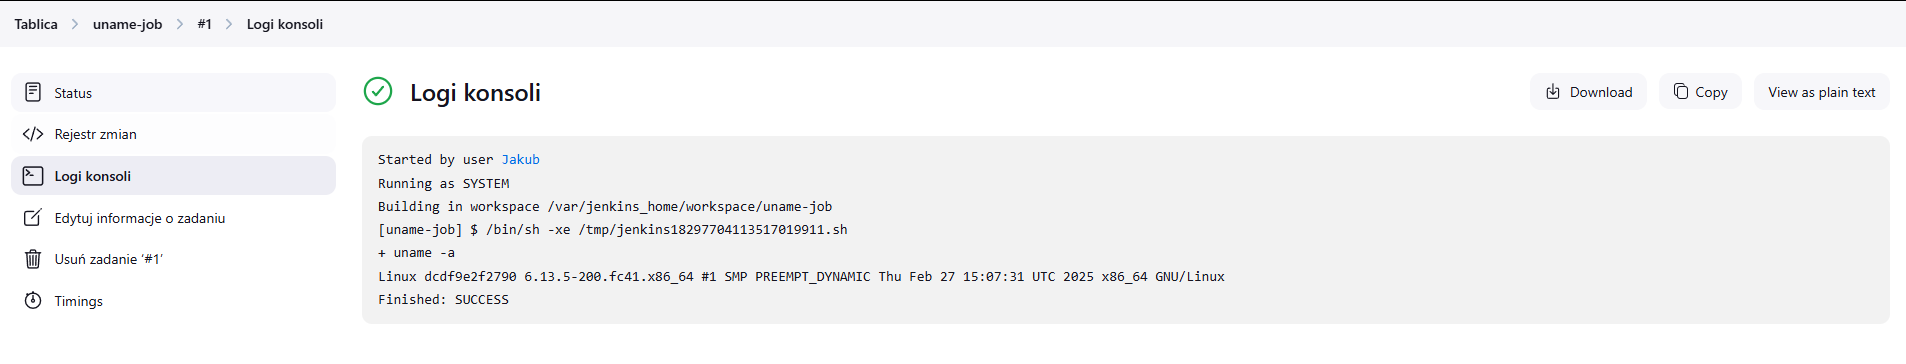 Tablica > uname-job > #1 > Logi konsoli
Status
Rejestr zmian
Logi konsoli
Edytuj informacje o zadaniu
Usuń zadanie '#1'
Timings
Logi konsoli
Download
Copy
View as plain text
Started by user Jakub
Running as SYSTEM
Building in workspace /var/jenkins_home/workspace/uname-job
[uname-job] $ /bin/sh -xe /tmp/jenkins18297704113517019911.sh
+ uname -a
Linux dcdf9e2f2790 6.13.5-200.fc41.x86_64 #1 SMP PREEMPT_DYNAMIC Thu Feb 27 15:07:31 UTC 2025 x86_64 GNU/Linux
Finished: SUCCESS